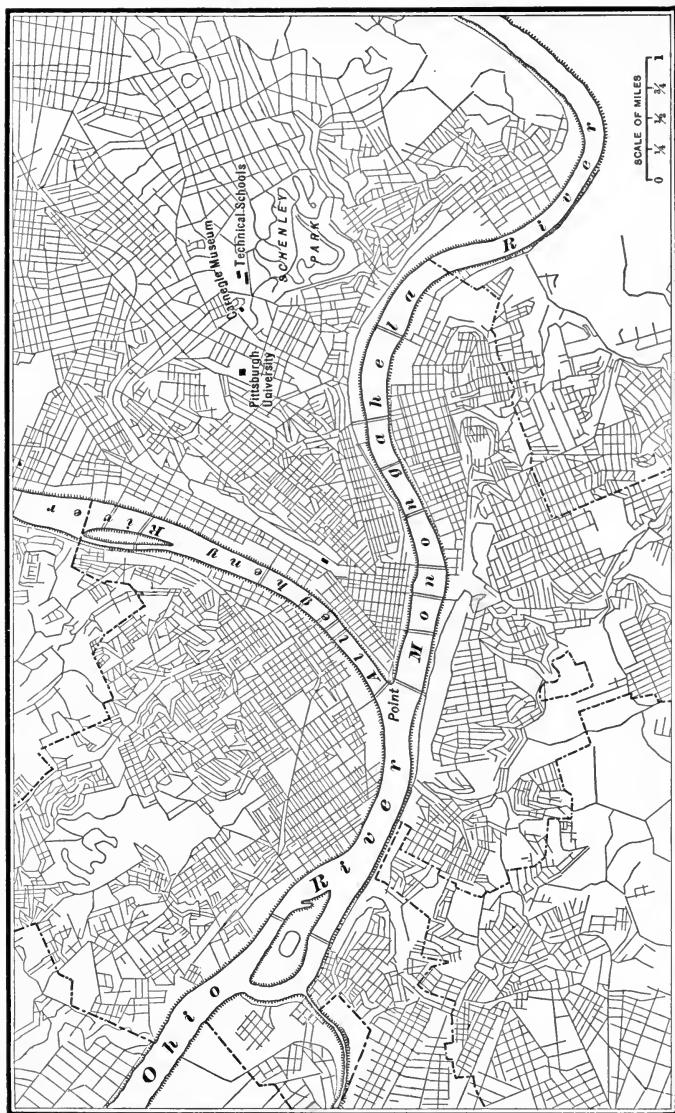 Ohio River
Allegheny River
Point
Monongahela River
Pittsburgh
University
Carnegie Museum
Technical Schools
SCHENLEY
PARK
SCALE OF MILES
0 ¼ ½ ¾ 1